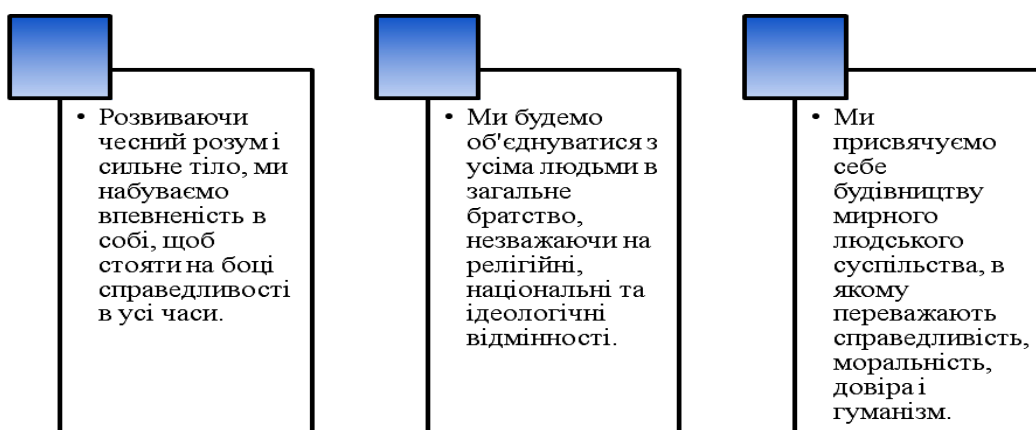 • Розвиваючи
чесний розум і
сильне тіло, ми
набуваємо
впевненість в
собі, щоб
стояти на боці
справедливості
в усі часи.
• Ми будемо
об'єднуватися з
усіма людьми в
загальне
братство,
незважаючи на
релігійні,
національні та
ідеологічні
відмінності.
• Ми
присвячуємо
себе
будівництву
мирного
людського
суспільства, в
якому
переважають
справедливість,
моральність,
довіра і
гуманізм.